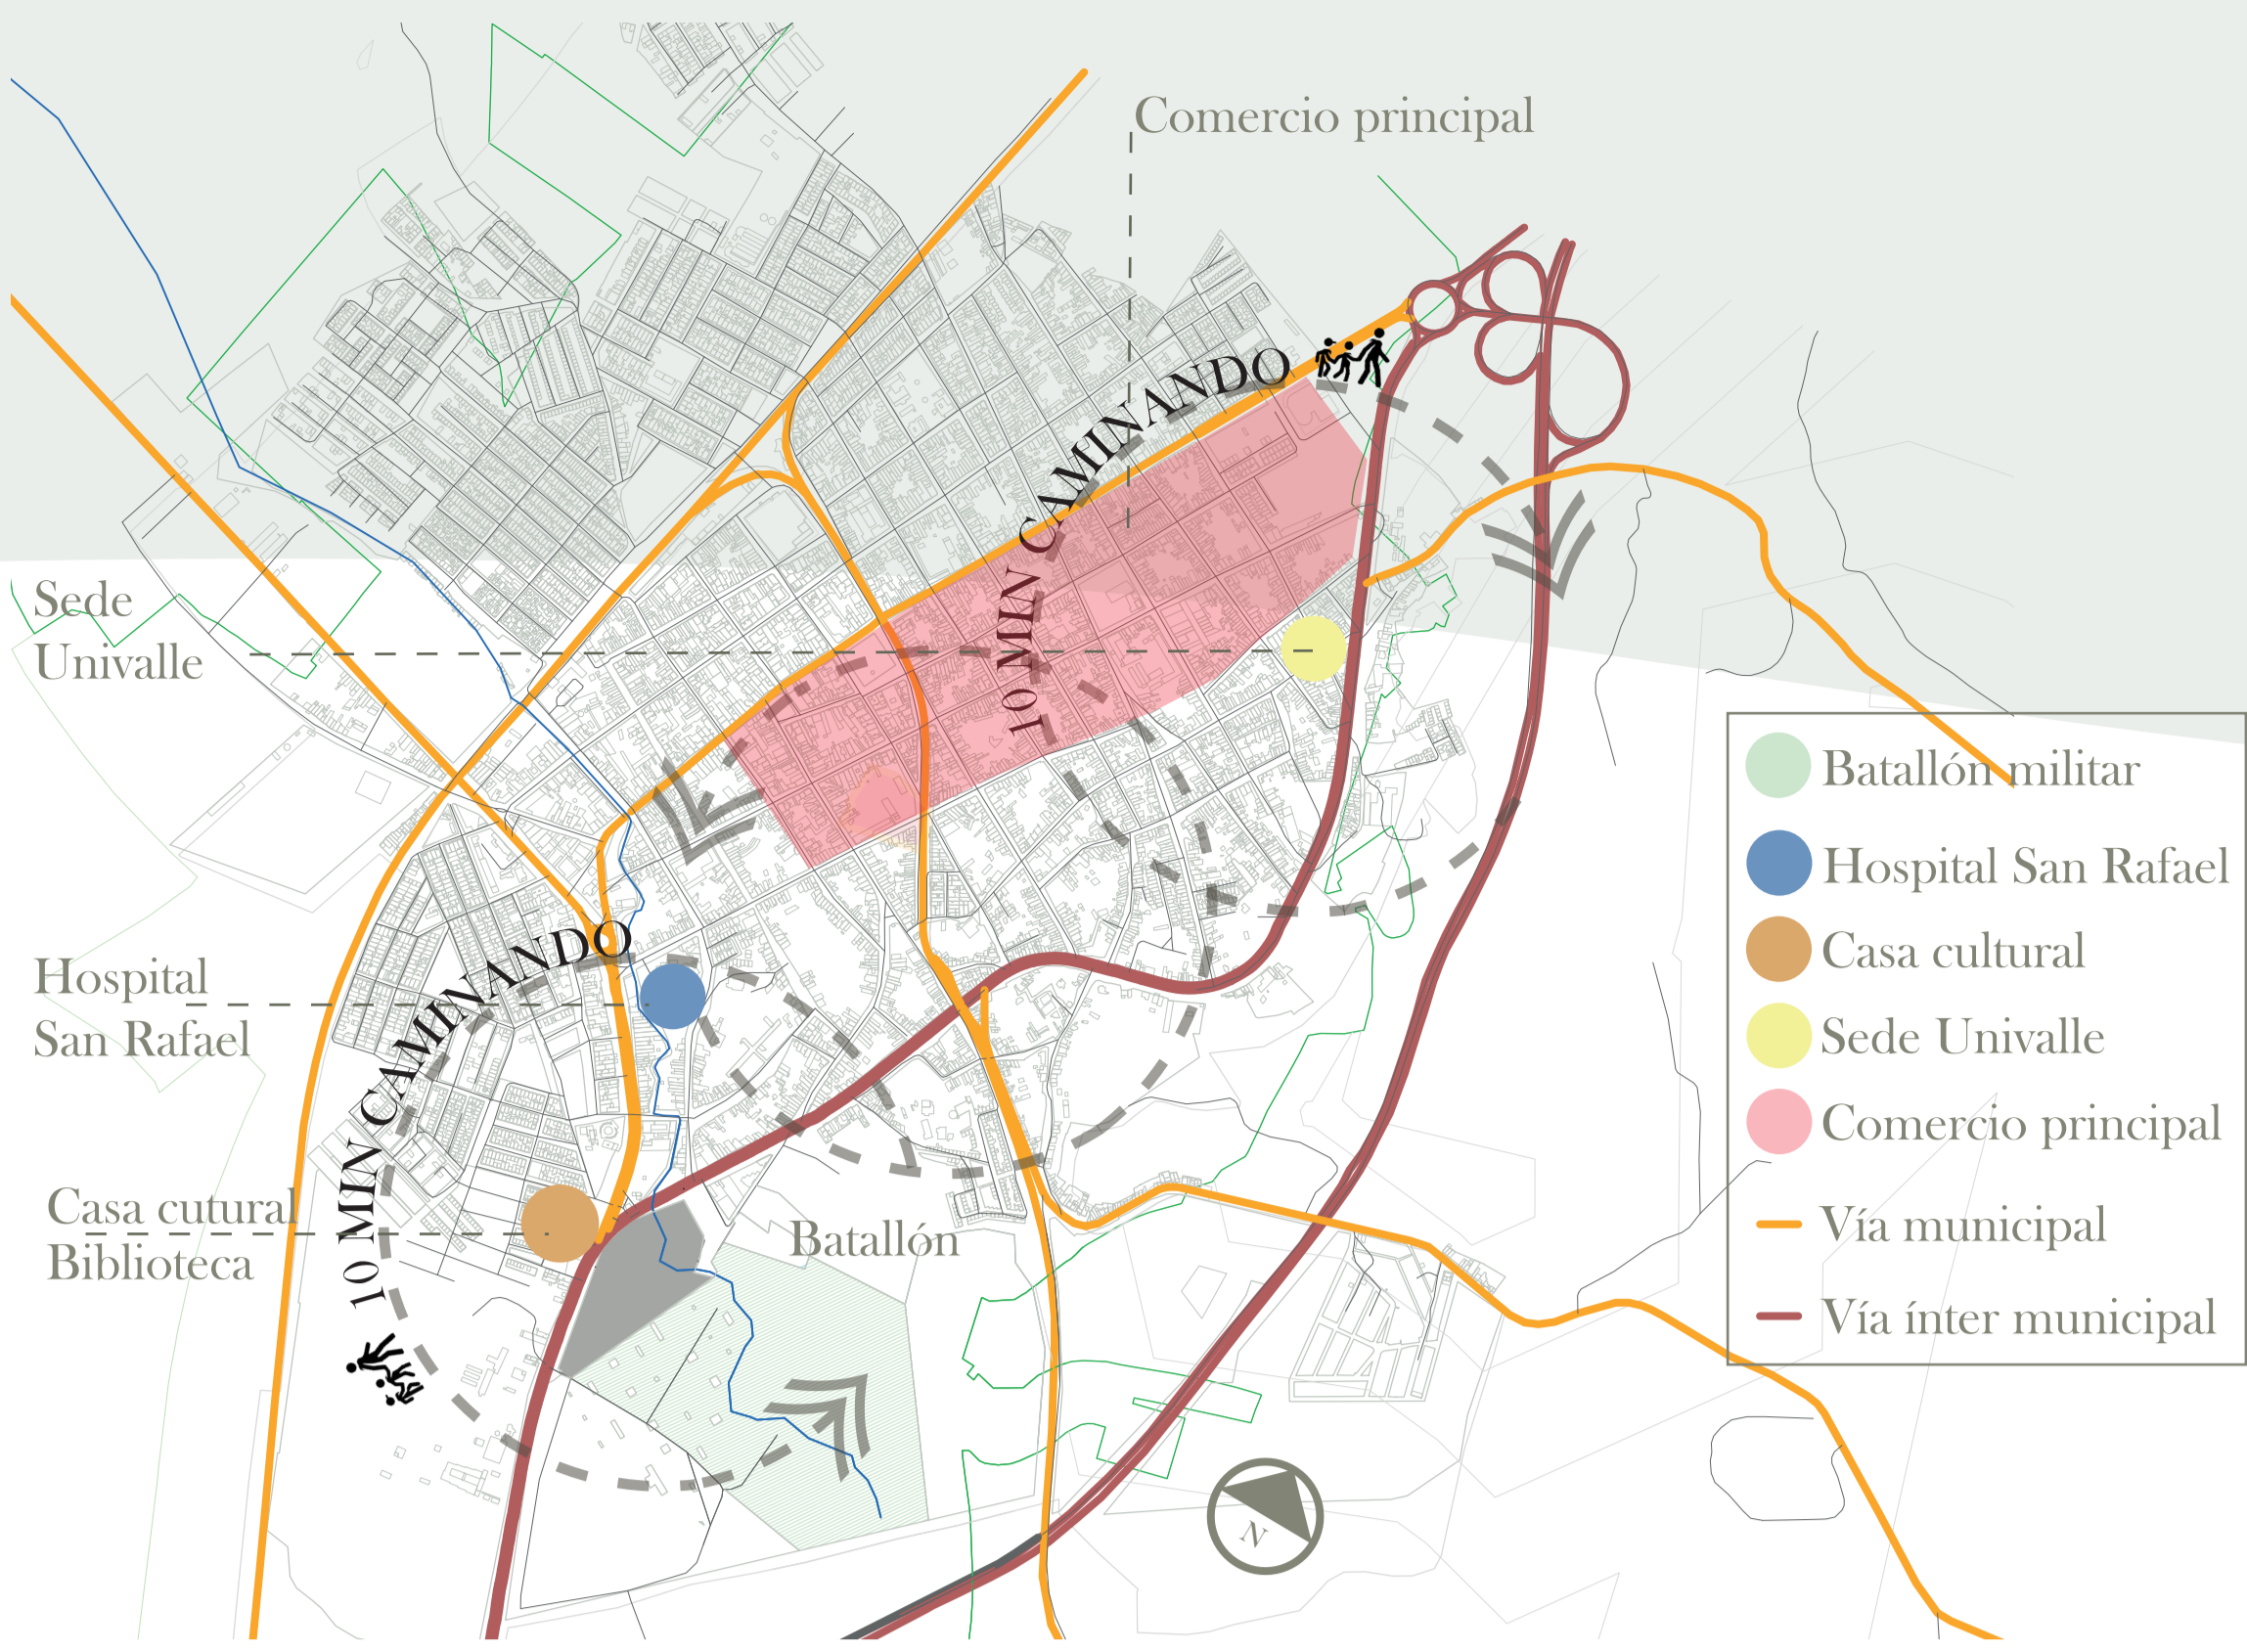 Comercio principal
10 MIN CAMINANDO
Sede
Univalle
Hospital
San Rafael
10 MIN CAMINANDO
Casa cutural
Biblioteca
Batallón
N
Batallón militar
Hospital San Rafael
Casa cultural
Sede Univalle
Comercio principal
Vía municipal
Vía ínter municipal